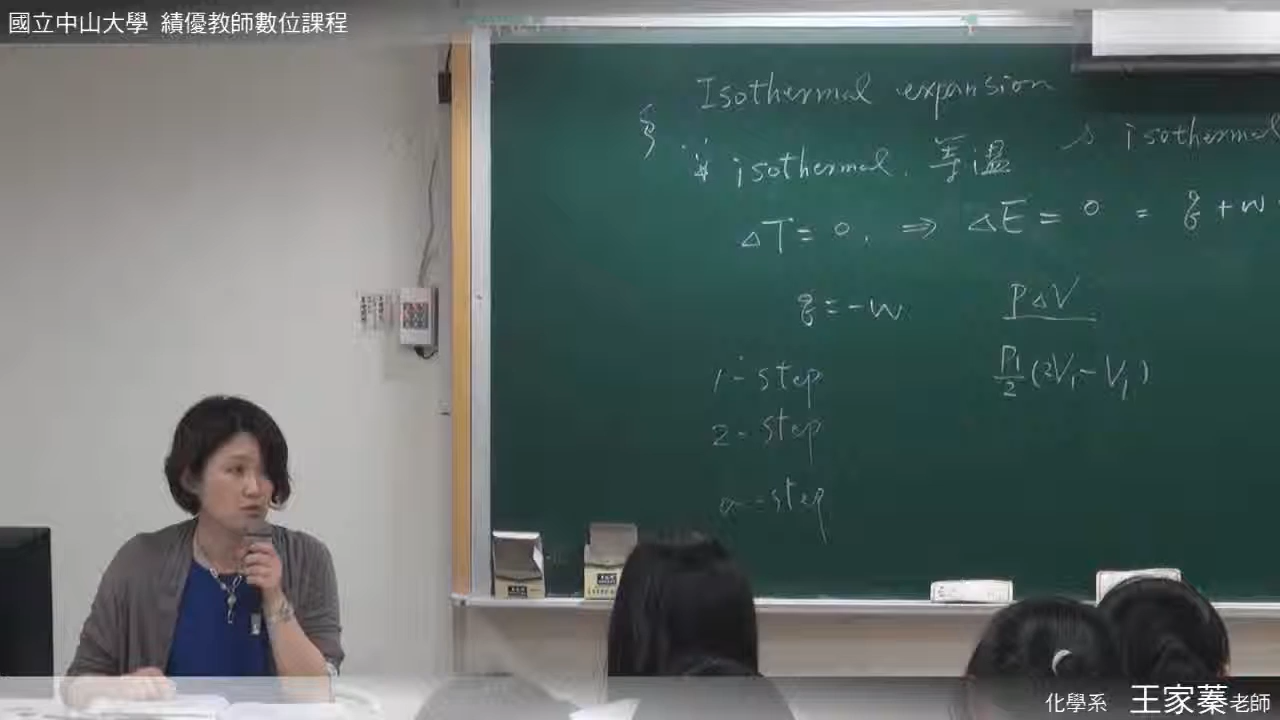 國立中山大學 績優教師數位課程
Isothermal expansion
isothermal. 等溫
isothermal
ΔT = 0. ⇒ ΔE = 0 = q + w
q = -w
PΔV
P₁/2 (2V₁ - V₁)
1-step
2-step
∞-step
化學系 王家蓁老師